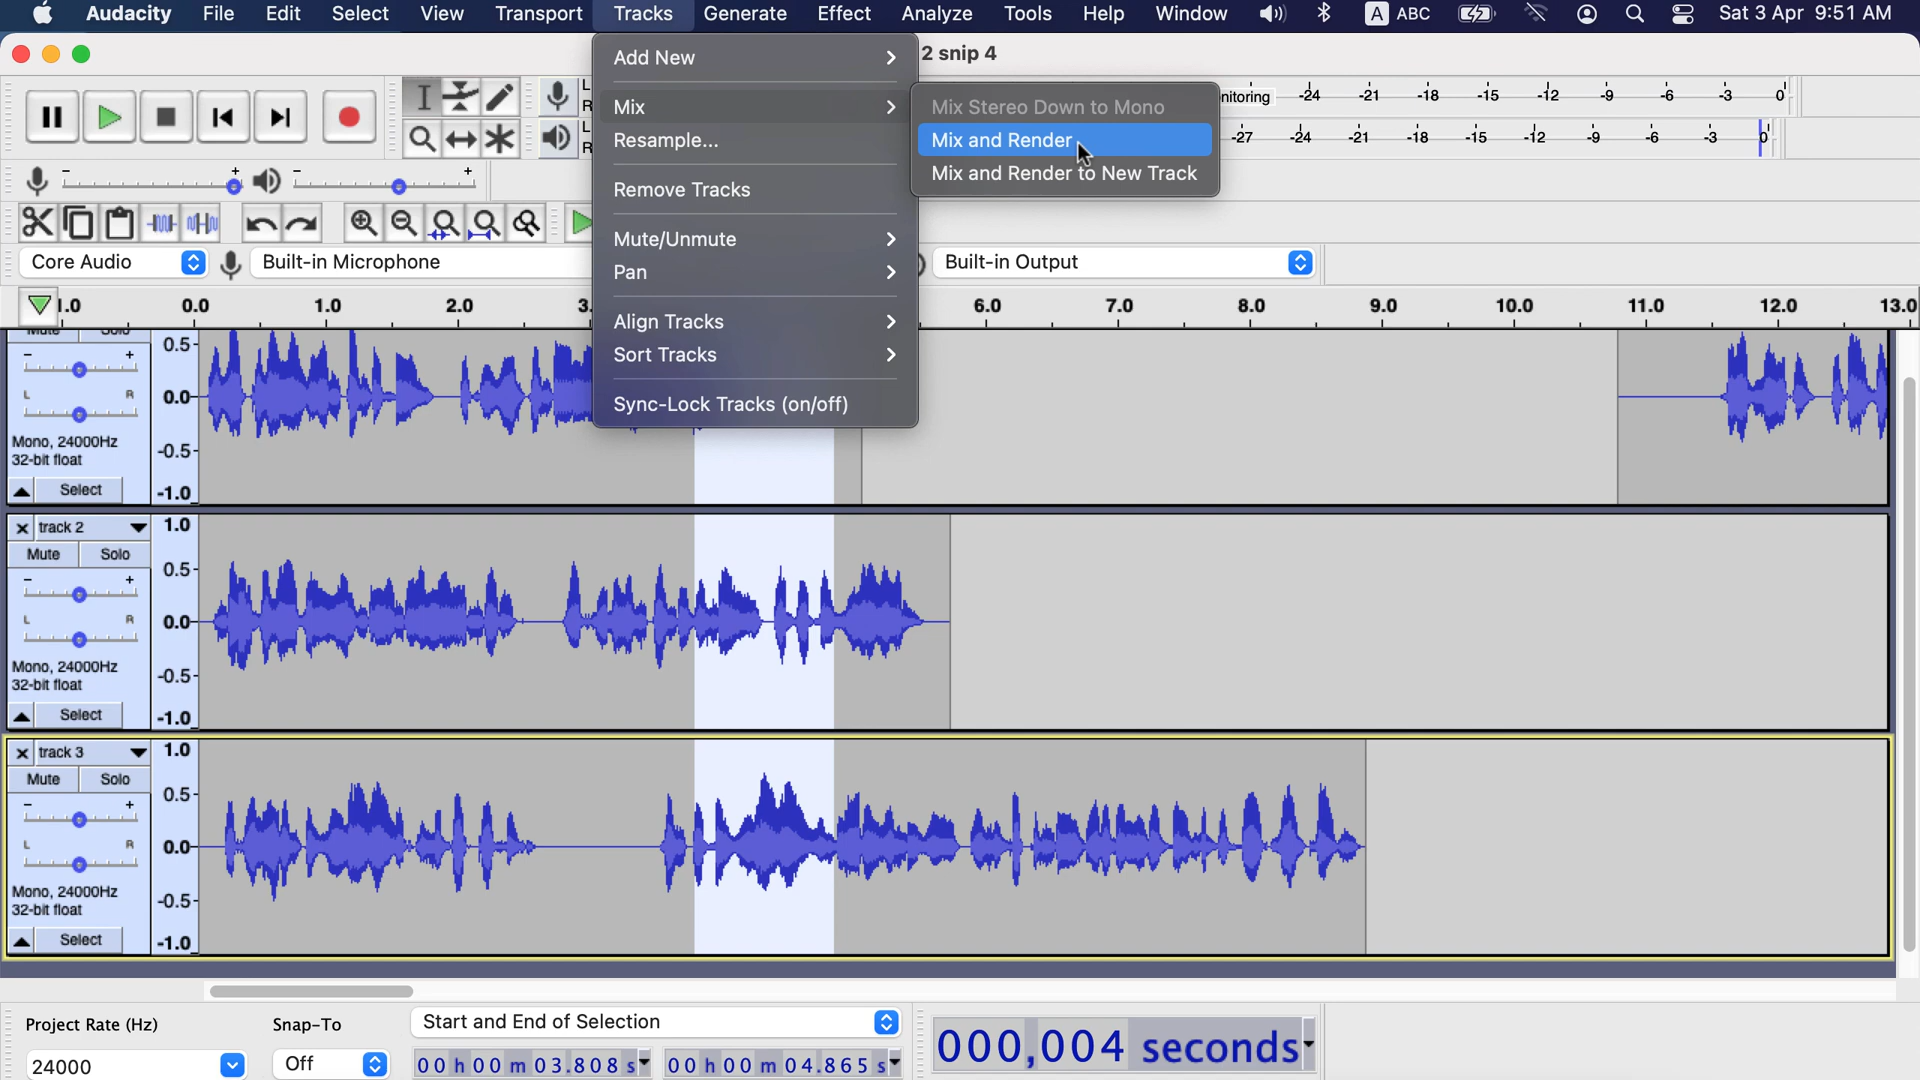 Audacity File Edit Select View Transport Tracks Generate Effect Analyze Tools Help Window A ABC Sat 3 Apr 9:51 AM
2 snip 4
Add New
Mix
Resample...
Remove Tracks
Mute/Unmute
Pan
Align Tracks
Sort Tracks
Sync-Lock Tracks (on/off)
Mix Stereo Down to Mono
Mix and Render
Mix and Render to New Track
L
R
nitoring -24 -21 -18 -15 -12 -9 -6 -3 0
L
R
-27 -24 -21 -18 -15 -12 -9 -6 -3 0
- + - +
Core Audio Built-in Microphone Built-in Output
1.0 0.0 1.0 2.0 3. 6.0 7.0 8.0 9.0 10.0 11.0 12.0 13.0
Mute Solo
- +
L R
Mono, 24000Hz
32-bit float
Select
0.5
0.0
-0.5
-1.0
track 2
Mute Solo
- +
L R
Mono, 24000Hz
32-bit float
Select
1.0
0.5
0.0
-0.5
-1.0
track 3
Mute Solo
- +
L R
Mono, 24000Hz
32-bit float
Select
1.0
0.5
0.0
-0.5
-1.0
Project Rate (Hz) Snap-To Start and End of Selection
24000 Off 00 h 00 m 03.808 s 00 h 00 m 04.865 s 000,004 seconds